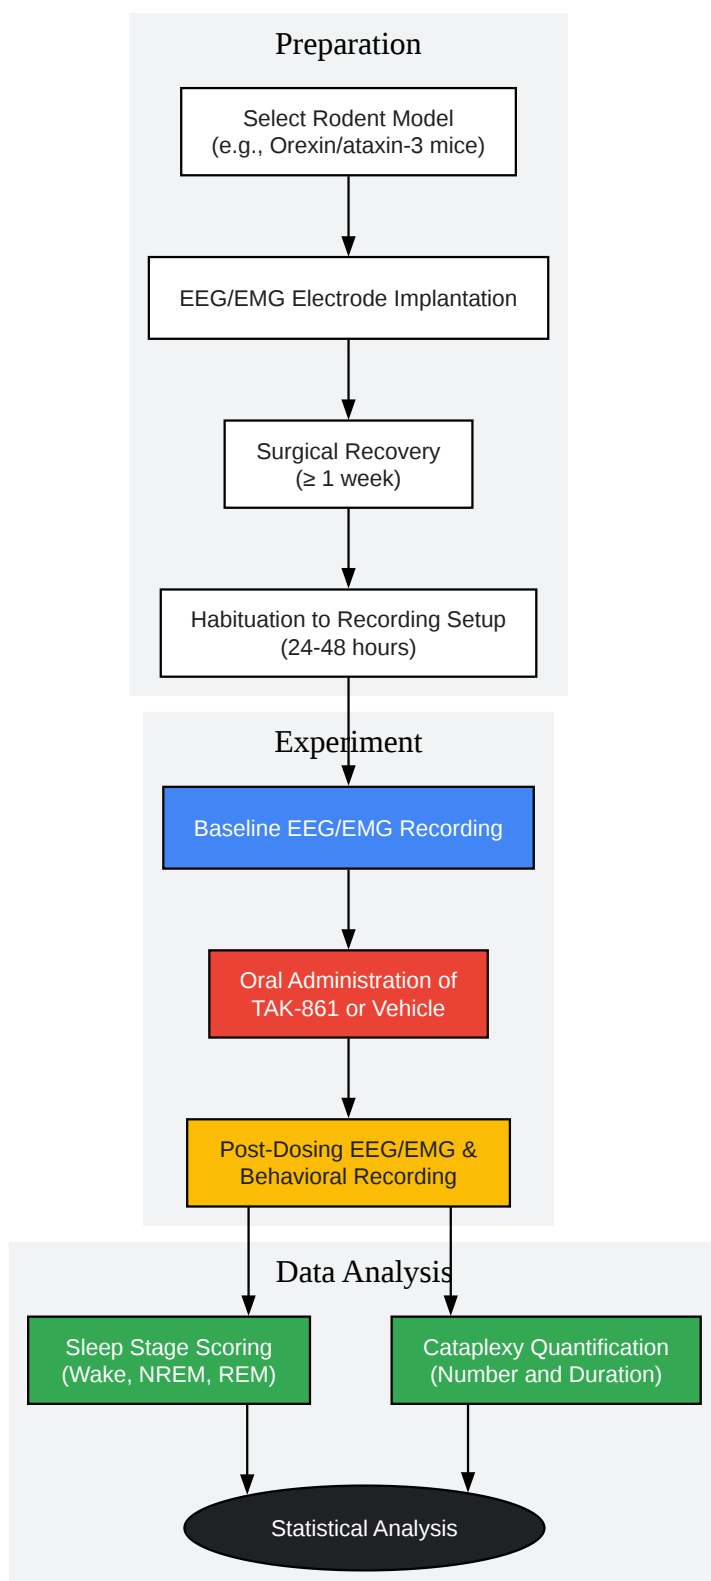 Preparation
Select Rodent Model
(e.g., Orexin/ataxin-3 mice)
EEG/EMG Electrode Implantation
Surgical Recovery
(≥ 1 week)
Habituation to Recording Setup
(24-48 hours)
Experiment
Baseline EEG/EMG Recording
Oral Administration of
TAK-861 or Vehicle
Post-Dosing EEG/EMG &
Behavioral Recording
Data Analysis
Sleep Stage Scoring
(Wake, NREM, REM)
Cataplexy Quantification
(Number and Duration)
Statistical Analysis